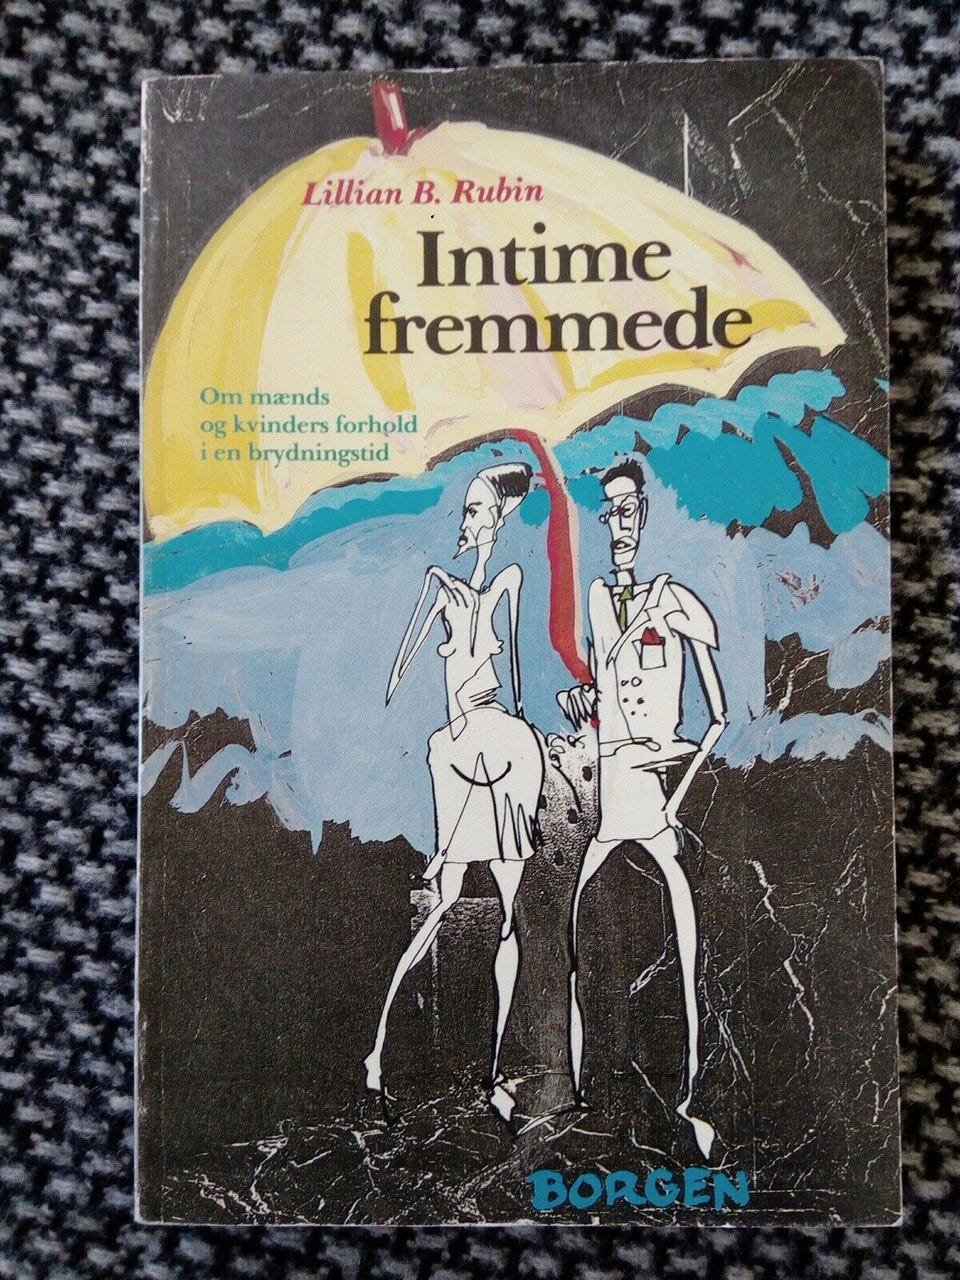 Lillian B. Rubin
Intime
fremmede
Om mænds
og kvinders forhold
i en brydningstid
BORGEN